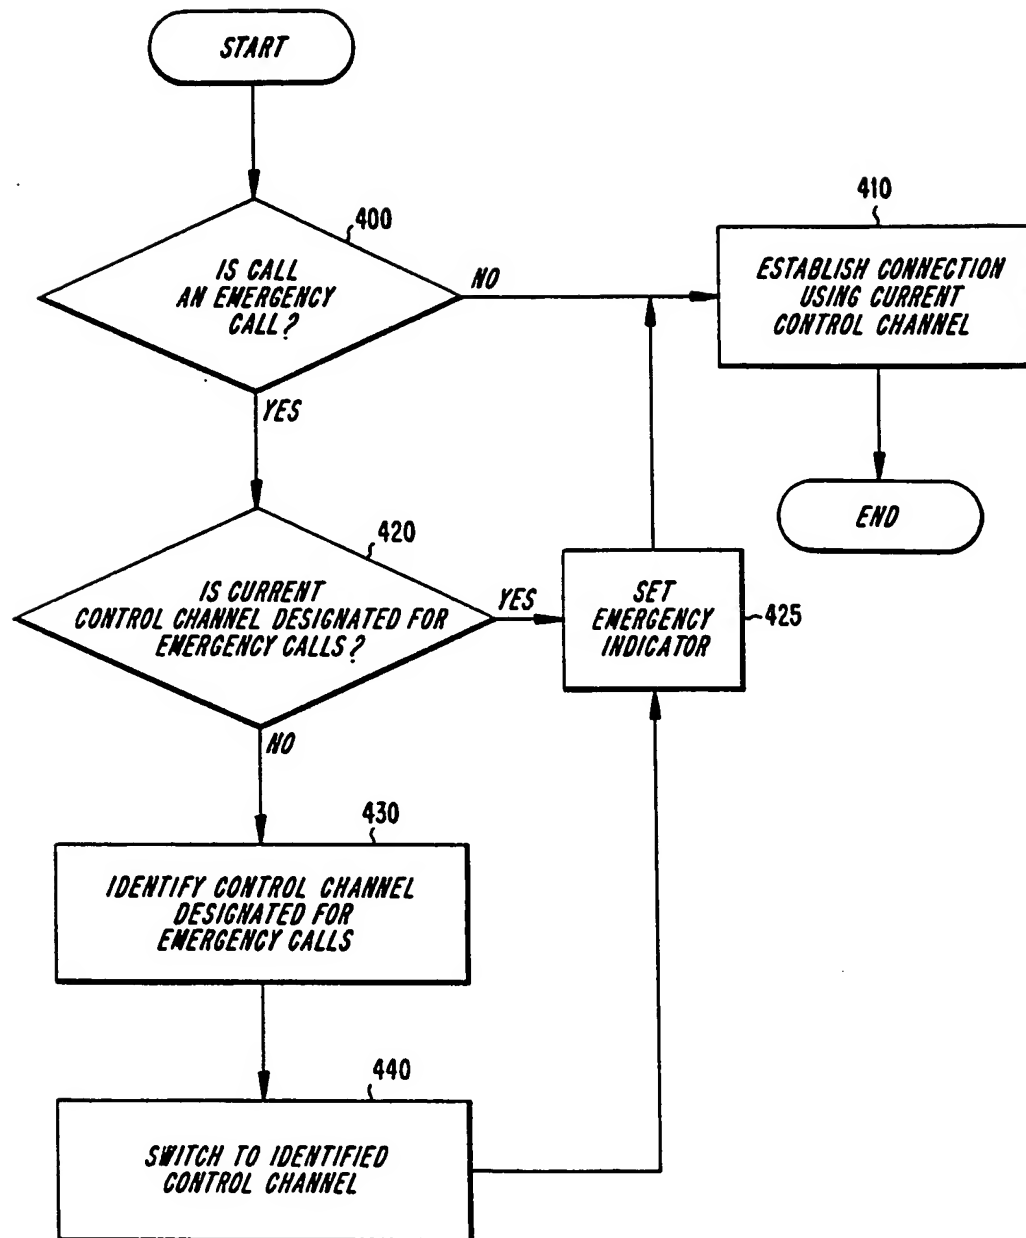 START
400
IS CALL
AN EMERGENCY
CALL?
NO
YES
410
ESTABLISH CONNECTION
USING CURRENT
CONTROL CHANNEL
END
420
IS CURRENT
CONTROL CHANNEL DESIGNATED FOR
EMERGENCY CALLS?
YES
NO
SET
EMERGENCY
INDICATOR
425
430
IDENTIFY CONTROL CHANNEL
DESIGNATED FOR
EMERGENCY CALLS
440
SWITCH TO IDENTIFIED
CONTROL CHANNEL